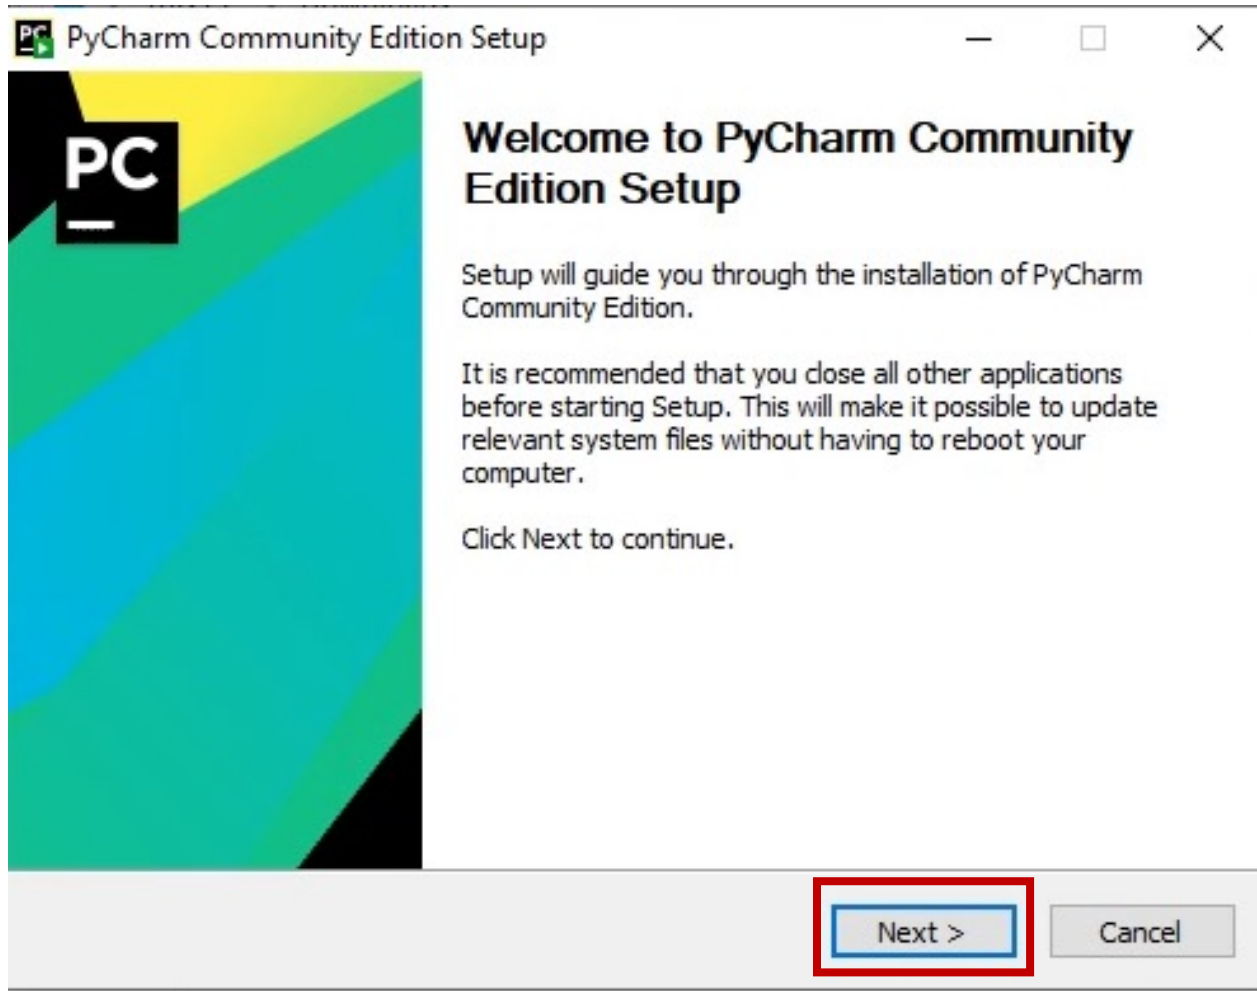 PyCharm Community Edition Setup
PC
Welcome to PyCharm Community
Edition Setup
Setup will guide you through the installation of PyCharm
Community Edition.
It is recommended that you close all other applications
before starting Setup. This will make it possible to update
relevant system files without having to reboot your
computer.
Click Next to continue.
Next >
Cancel